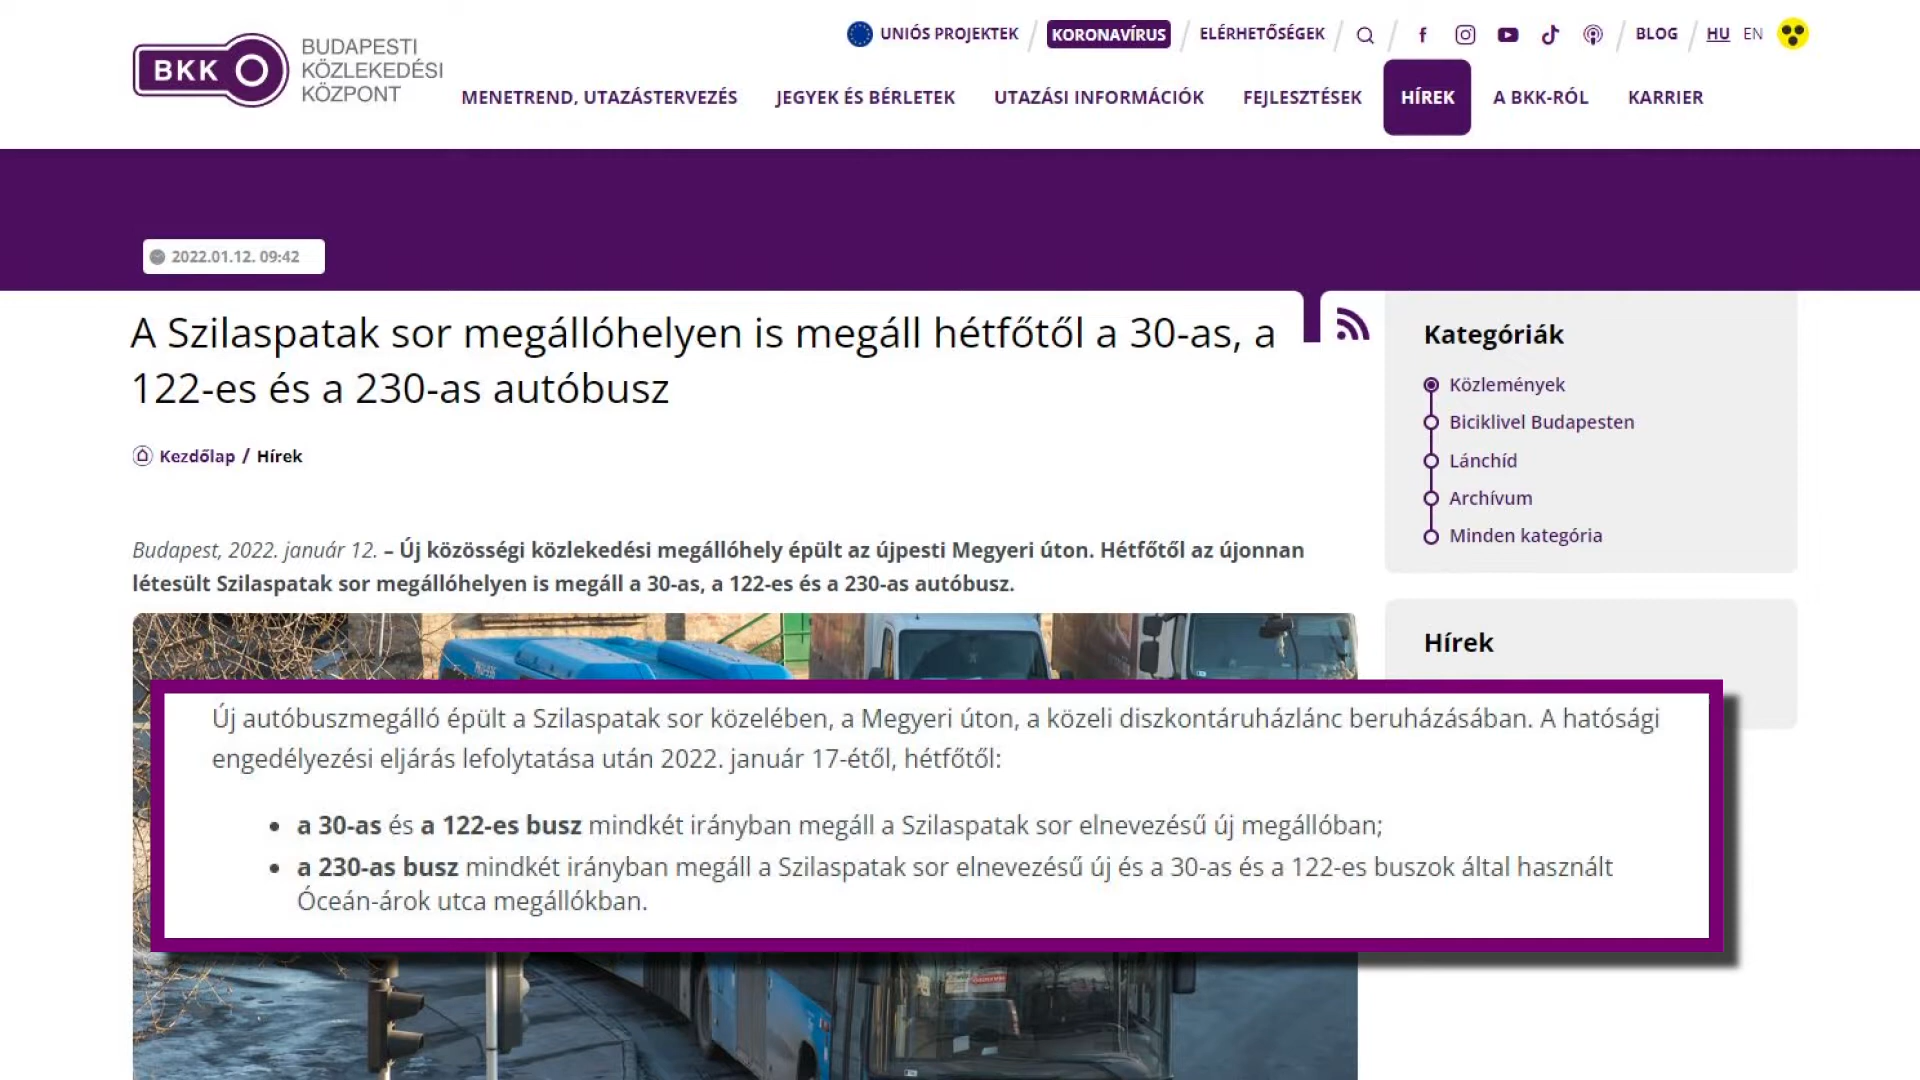 UNIÓS PROJEKTEK
KORONAVÍRUS
ELÉRHETŐSÉGEK
BLOG
HU
EN
BKK
BUDAPESTI
KÖZLEKEDÉSI
KÖZPONT
MENETREND, UTAZÁSTERVEZÉS
JEGYEK ÉS BÉRLETEK
UTAZÁSI INFORMÁCIÓK
FEJLESZTÉSEK
HÍREK
A BKK-RÓL
KARRIER
2022.01.12. 09:42
A Szilaspatak sor megállóhelyen is megáll hétfőtől a 30-as, a
122-es és a 230-as autóbusz
Kezdőlap / Hírek
Budapest, 2022. január 12. – Új közösségi közlekedési megállóhely épült az újpesti Megyeri úton. Hétfőtől az újonnan
létesült Szilaspatak sor megállóhelyen is megáll a 30-as, a 122-es és a 230-as autóbusz.
Kategóriák
Közlemények
Biciklivel Budapesten
Lánchíd
Archívum
Minden kategória
Hírek
Új autóbuszmegálló épült a Szilaspatak sor közelében, a Megyeri úton, a közeli diszkontáruházlánc beruházásában. A hatósági
engedélyezési eljárás lefolytatása után 2022. január 17-étől, hétfőtől:
• a 30-as és a 122-es busz mindkét irányban megáll a Szilaspatak sor elnevezésű új megállóban;
• a 230-as busz mindkét irányban megáll a Szilaspatak sor elnevezésű új és a 30-as és a 122-es buszok által használt
Óceán-árok utca megállókban.